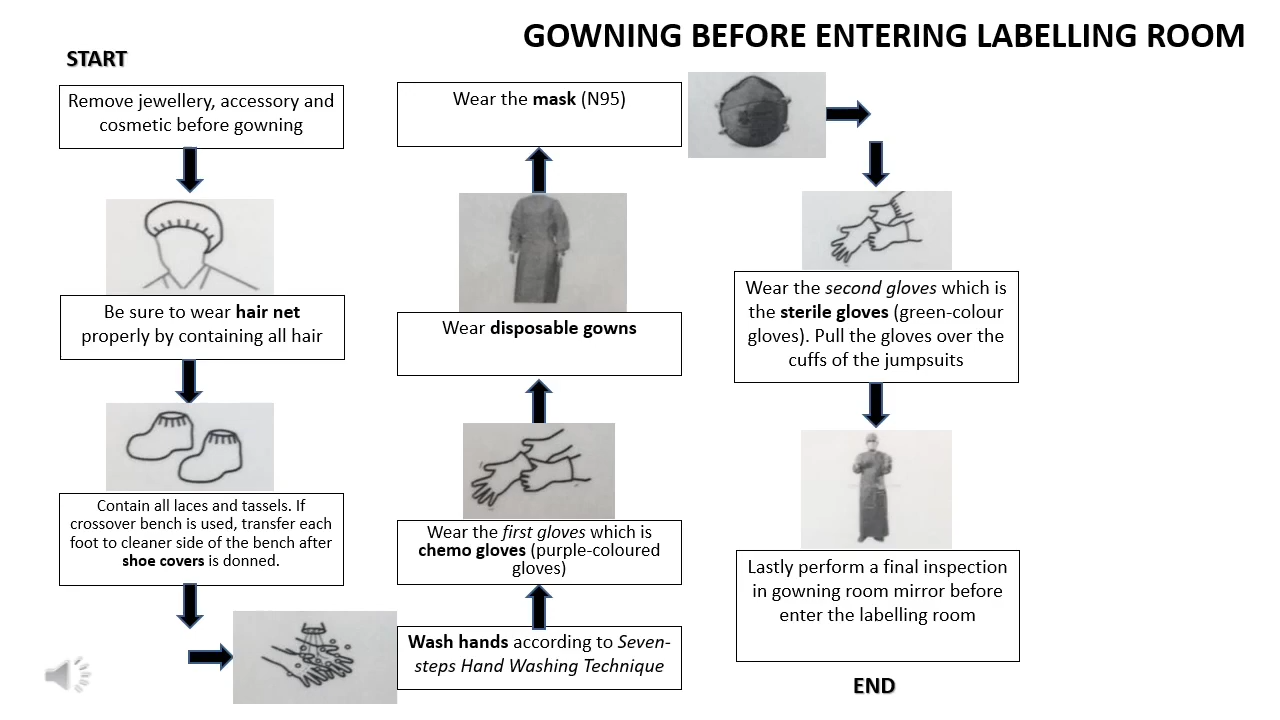 GOWNING BEFORE ENTERING LABELLING ROOM
START
Remove jewellery, accessory and
cosmetic before gowning
Be sure to wear hair net
properly by containing all hair
Contain all laces and tassels. If
crossover bench is used, transfer each
foot to cleaner side of the bench after
shoe covers is donned.
Wash hands according to Seven-
steps Hand Washing Technique
Wear the first gloves which is
chemo gloves (purple-coloured
gloves)
Wear disposable gowns
Wear the mask (N95)
Wear the second gloves which is
the sterile gloves (green-colour
gloves). Pull the gloves over the
cuffs of the jumpsuits
Lastly perform a final inspection
in gowning room mirror before
enter the labelling room
END